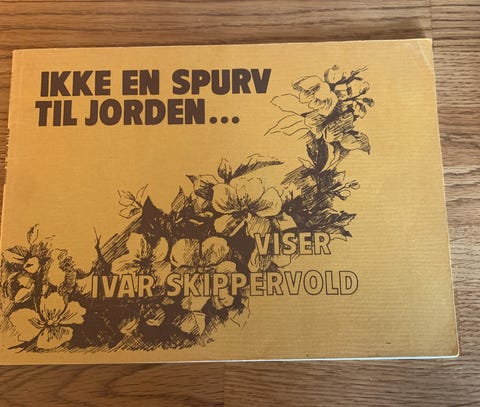 IKKE EN SPURV
TIL JORDEN...
VISER
IVAR SKIPPERVOLD